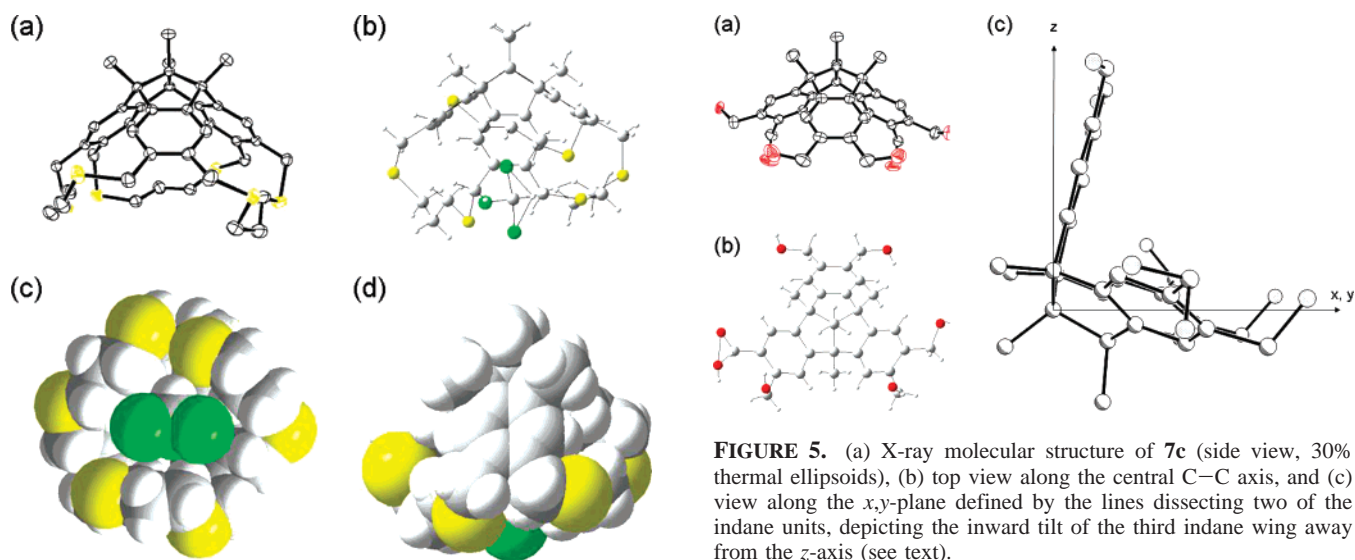 (a)
(b)
(c)
(d)
(a)
(b)
(c)
z
x, y
FIGURE 5. (a) X-ray molecular structure of 7c (side view, 30%
thermal ellipsoids), (b) top view along the central C−C axis, and (c)
view along the x,y-plane defined by the lines dissecting two of the
indane units, depicting the inward tilt of the third indane wing away
from the z-axis (see text).